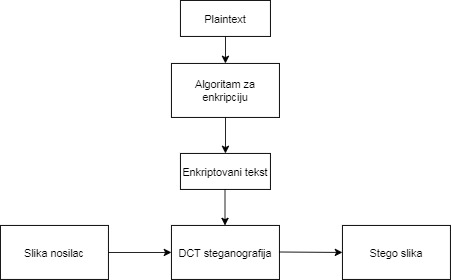 Plaintext
Algoritam za
enkripciju
Enkriptovani tekst
Slika nosilac
DCT steganografija
Stego slika